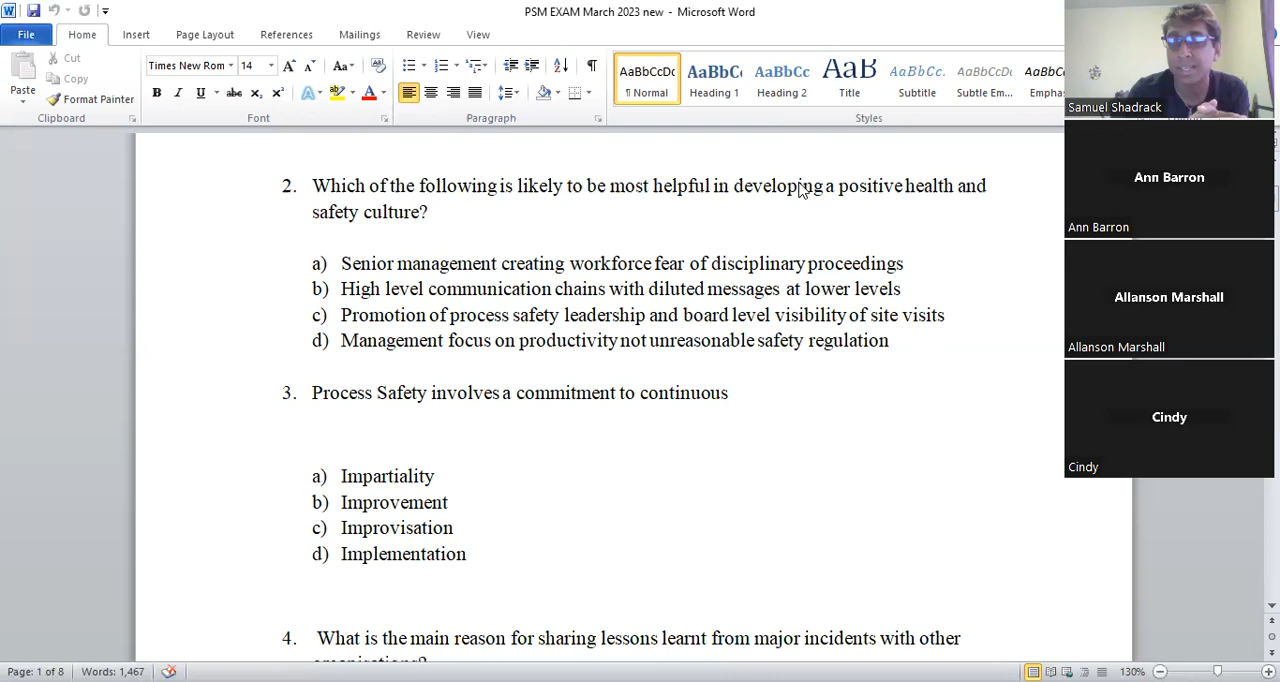 PSM EXAM March 2023 new - Microsoft Word
File Home Insert Page Layout References Mailings Review View
Cut
Copy
Format Painter
Paste
Times New Rom 14
AaBbCcDc AaBbC AaBbCc AaB AaBbCc. AaBbCcDc AaBbCc
¶ Normal Heading 1 Heading 2 Title Subtitle Subtle Em... Emphas
Clipboard Font Paragraph Styles
Samuel Shadrack
2. Which of the following is likely to be most helpful in developing a positive health and
safety culture?
a) Senior management creating workforce fear of disciplinary proceedings
b) High level communication chains with diluted messages at lower levels
c) Promotion of process safety leadership and board level visibility of site visits
d) Management focus on productivity not unreasonable safety regulation
3. Process Safety involves a commitment to continuous
a) Impartiality
b) Improvement
c) Improvisation
d) Implementation
4. What is the main reason for sharing lessons learnt from major incidents with other
Ann Barron
Ann Barron
Allanson Marshall
Allanson Marshall
Cindy
Cindy
Page: 1 of 8 Words: 1,467 130%